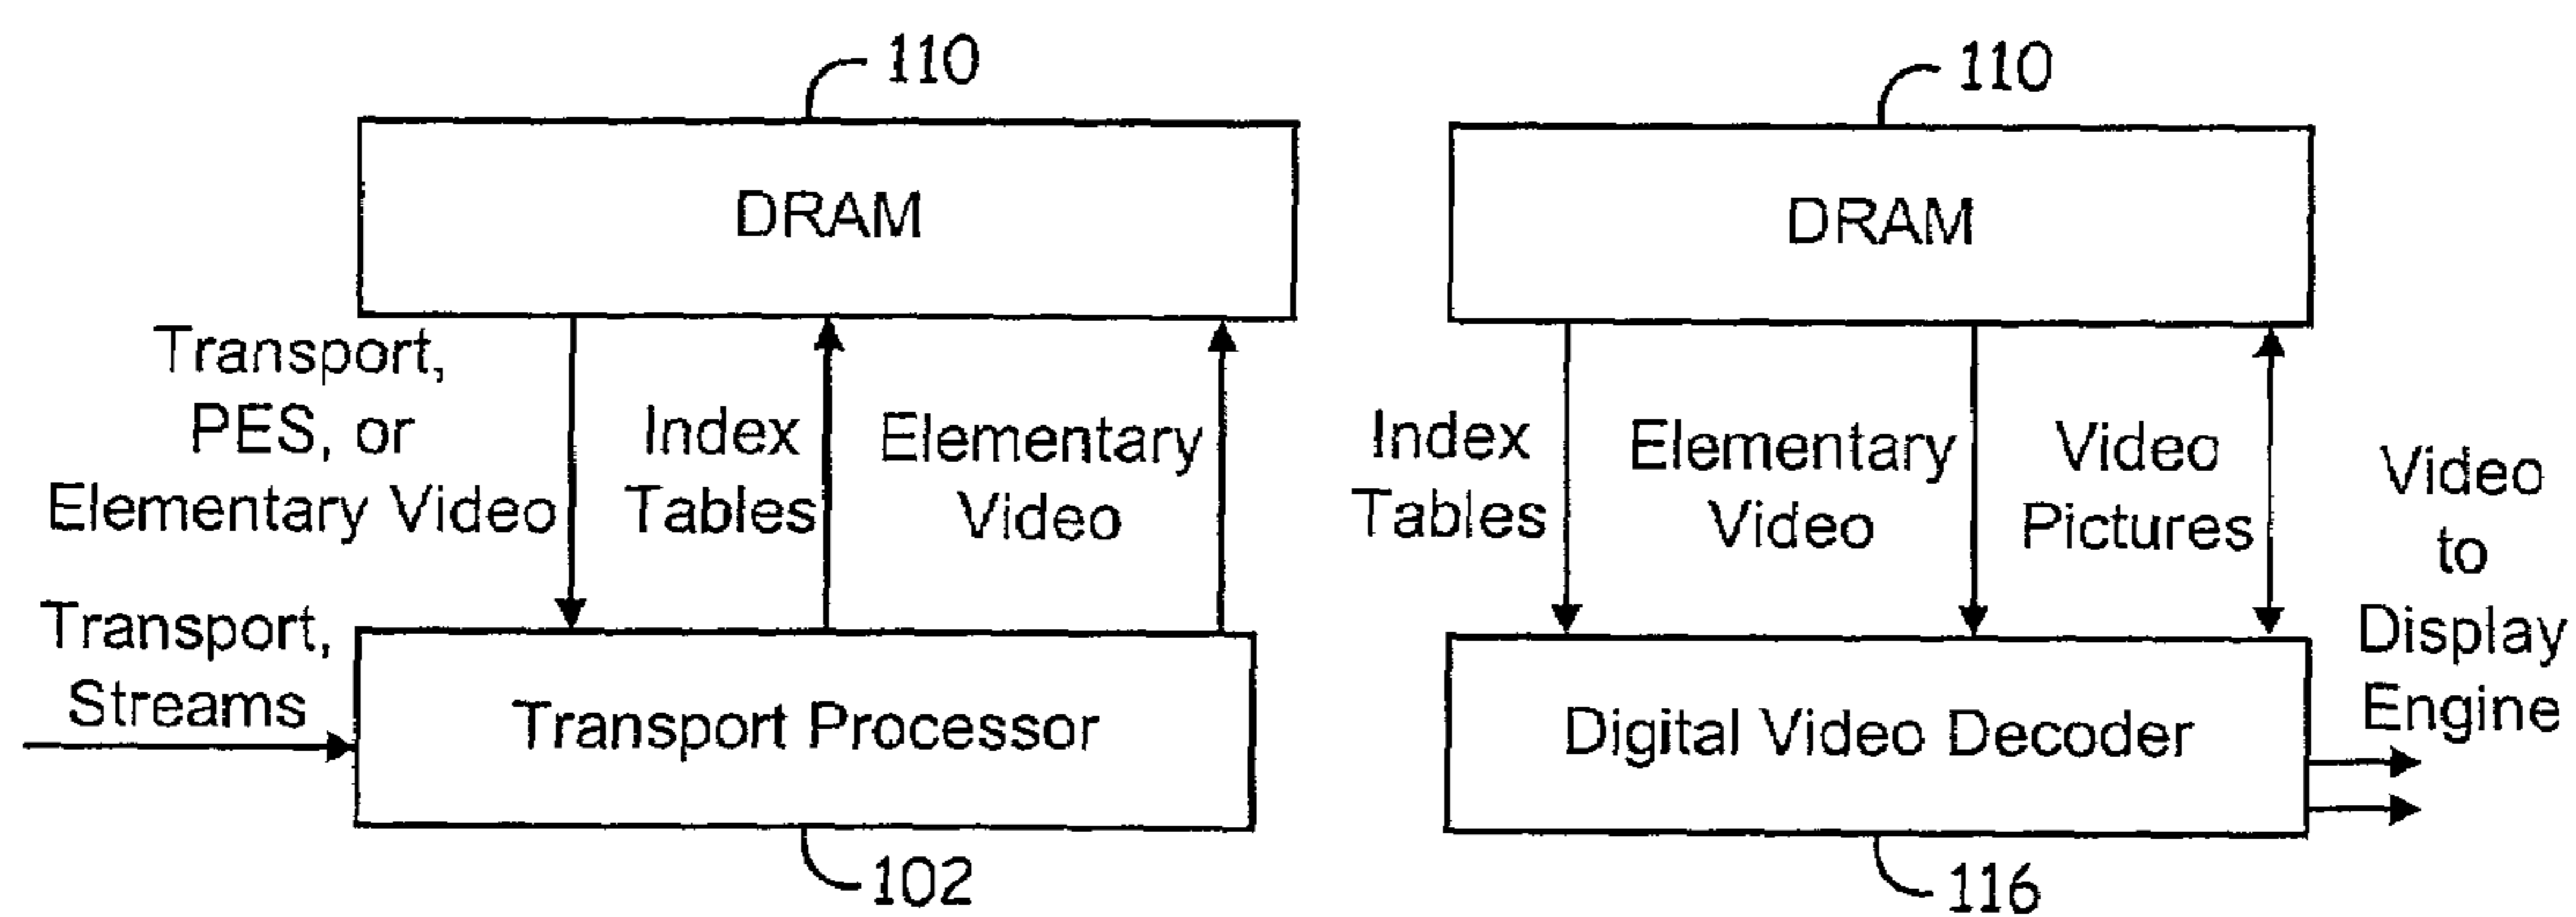 110
DRAM
Transport,
PES, or
Elementary Video
Index
Tables
Elementary
Video
Transport,
Streams
Transport Processor
102
110
DRAM
Index
Tables
Elementary
Video
Video
Pictures
Video
to
Display
Engine
Digital Video Decoder
116